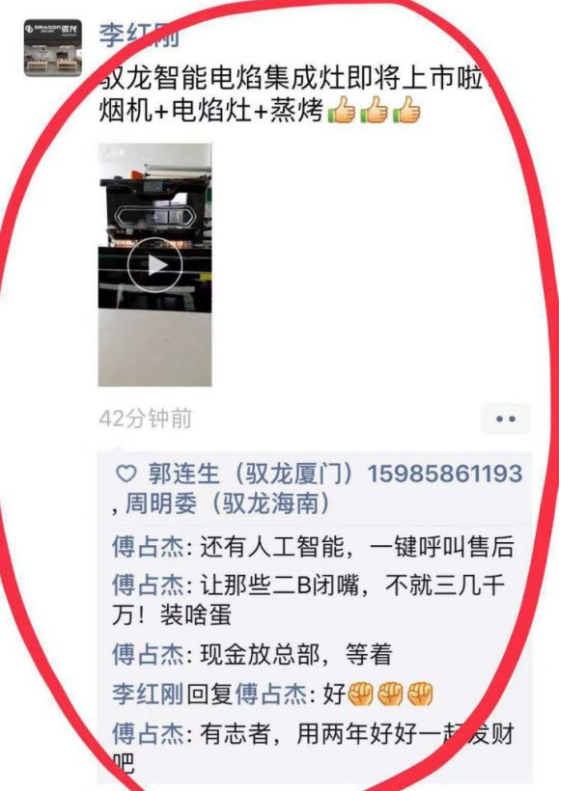 DRAGON 驭龙
李红刚
驭龙智能电焰集成灶即将上市啦
烟机+电焰灶+蒸烤👍👍👍
42分钟前
♡ 郭连生（驭龙厦门）15985861193
, 周明委（驭龙海南）
傅占杰: 还有人工智能，一键呼叫售后
傅占杰: 让那些二B闭嘴，不就三几千
万！装啥蛋
傅占杰: 现金放总部，等着
李红刚回复傅占杰: 好✊✊✊
傅占杰: 有志者，用两年好好一起发财
吧